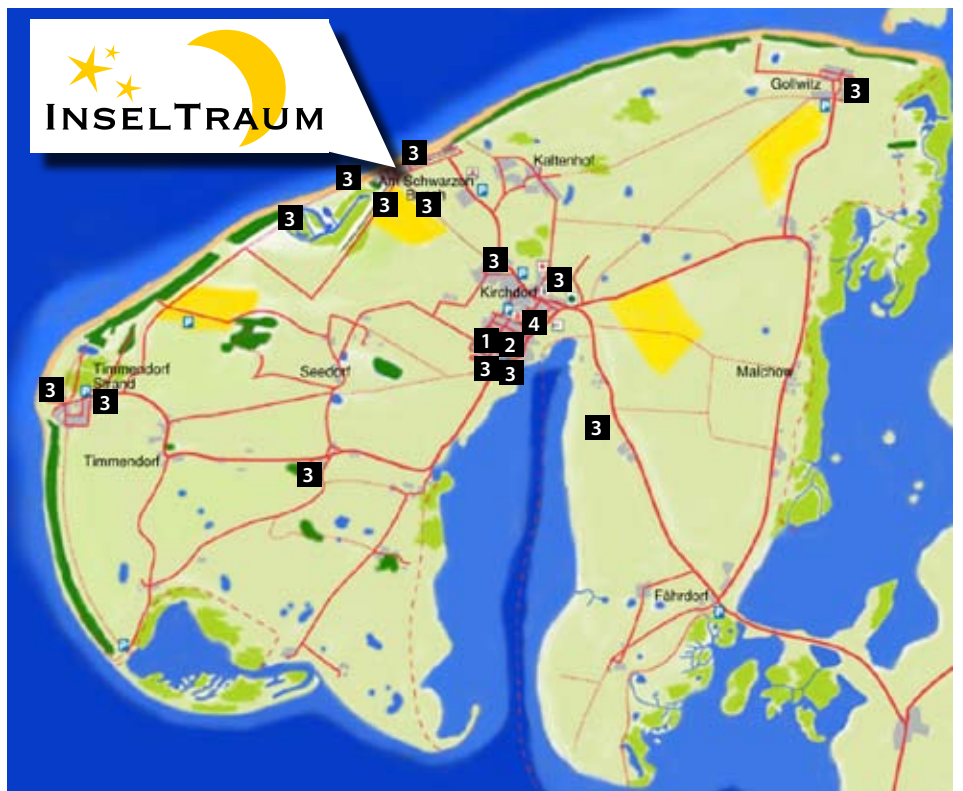 INSELTRAUM
Gollwitz
3
P
3
Kaltenhof
3
Am Schwarzen
P
3
3
3
3
P
3
Kirchdorf
P
P
4
1
2
3
3
Timmendorf
Strand
P
3
3
Seedorf
Malchow
3
Timmendorf
3
Fährdorf
P
P